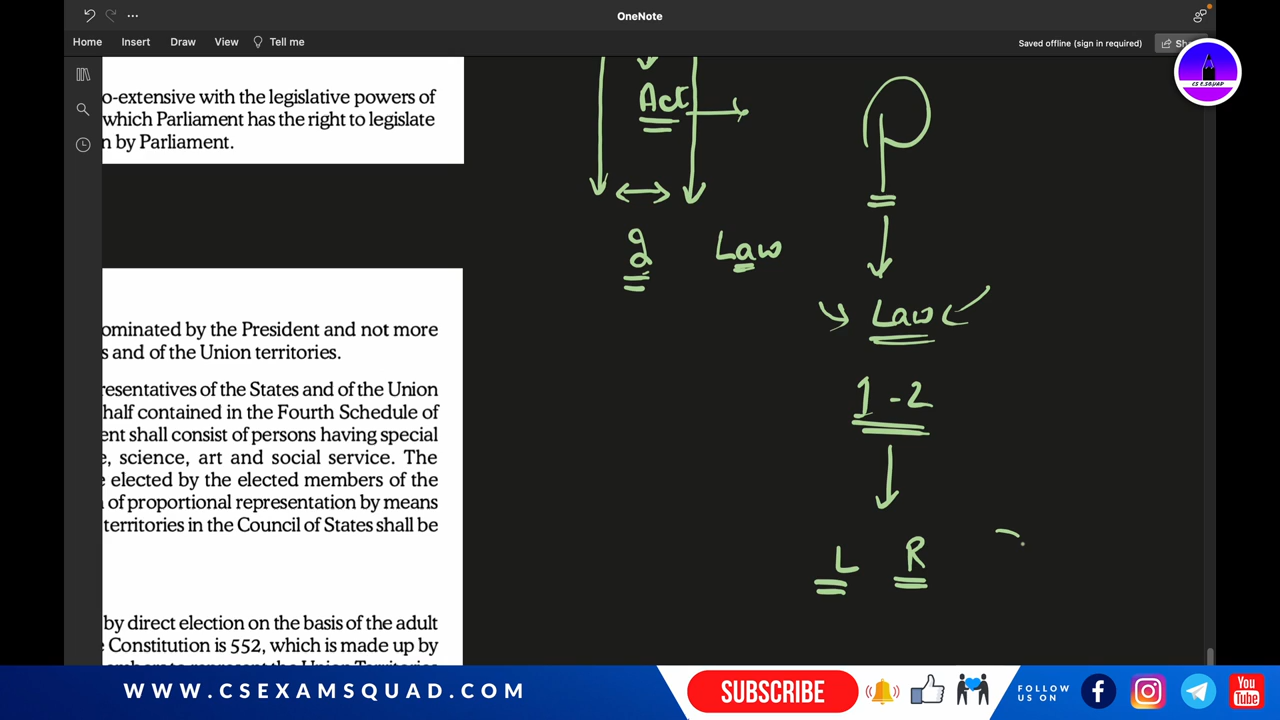 OneNote
Home Insert Draw View Tell me
Saved offline (sign in required)
CS E.SQUAD
o-extensive with the legislative powers of
which Parliament has the right to legislate
n by Parliament.
ominated by the President and not more
s and of the Union territories.
resentatives of the States and of the Union
half contained in the Fourth Schedule of
ent shall consist of persons having special
e, science, art and social service. The
e elected by the elected members of the
of proportional representation by means
territories in the Council of States shall be
by direct election on the basis of the adult
Constitution is 552, which is made up by
Act
Law
P
Law
1-2
L R
WWW.CSEXAMSQUAD.COM
SUBSCRIBE
FOLLOW
US ON
You
Tube